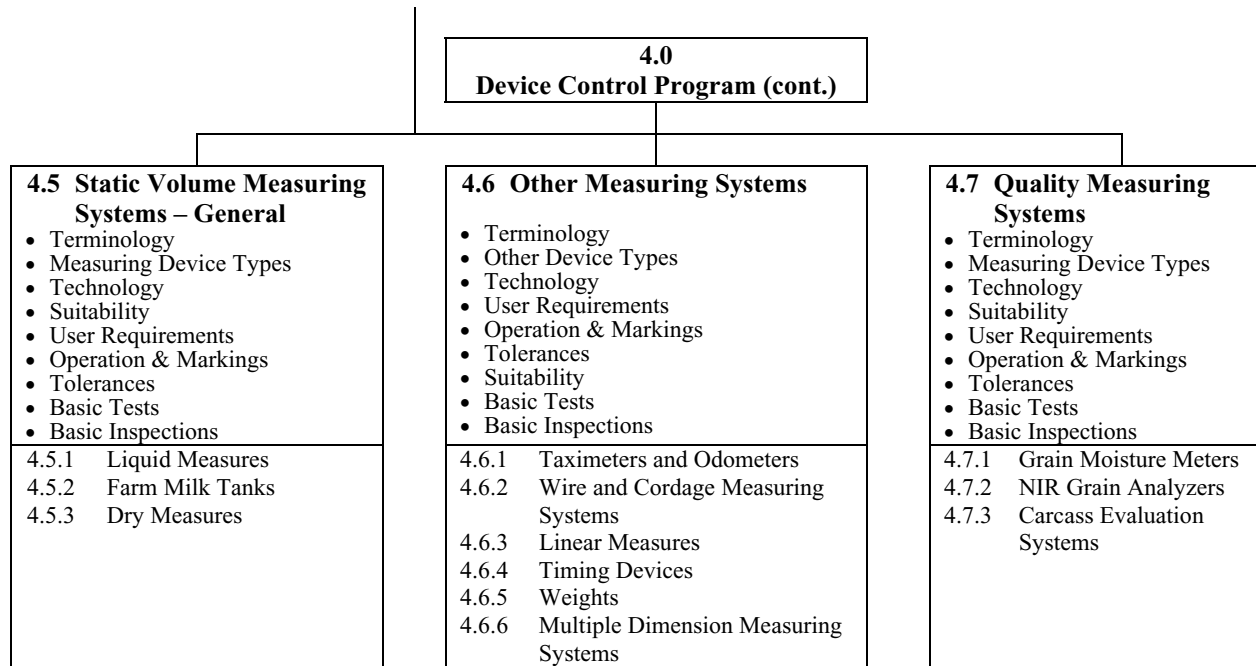 4.0
Device Control Program (cont.)
4.5 Static Volume Measuring
Systems – General
• Terminology
• Measuring Device Types
• Technology
• Suitability
• User Requirements
• Operation & Markings
• Tolerances
• Basic Tests
• Basic Inspections
4.5.1 Liquid Measures
4.5.2 Farm Milk Tanks
4.5.3 Dry Measures
4.6 Other Measuring Systems
• Terminology
• Other Device Types
• Technology
• User Requirements
• Operation & Markings
• Tolerances
• Suitability
• Basic Tests
• Basic Inspections
4.6.1 Taximeters and Odometers
4.6.2 Wire and Cordage Measuring
Systems
4.6.3 Linear Measures
4.6.4 Timing Devices
4.6.5 Weights
4.6.6 Multiple Dimension Measuring
Systems
4.7 Quality Measuring
Systems
• Terminology
• Measuring Device Types
• Technology
• Suitability
• User Requirements
• Operation & Markings
• Tolerances
• Basic Tests
• Basic Inspections
4.7.1 Grain Moisture Meters
4.7.2 NIR Grain Analyzers
4.7.3 Carcass Evaluation
Systems